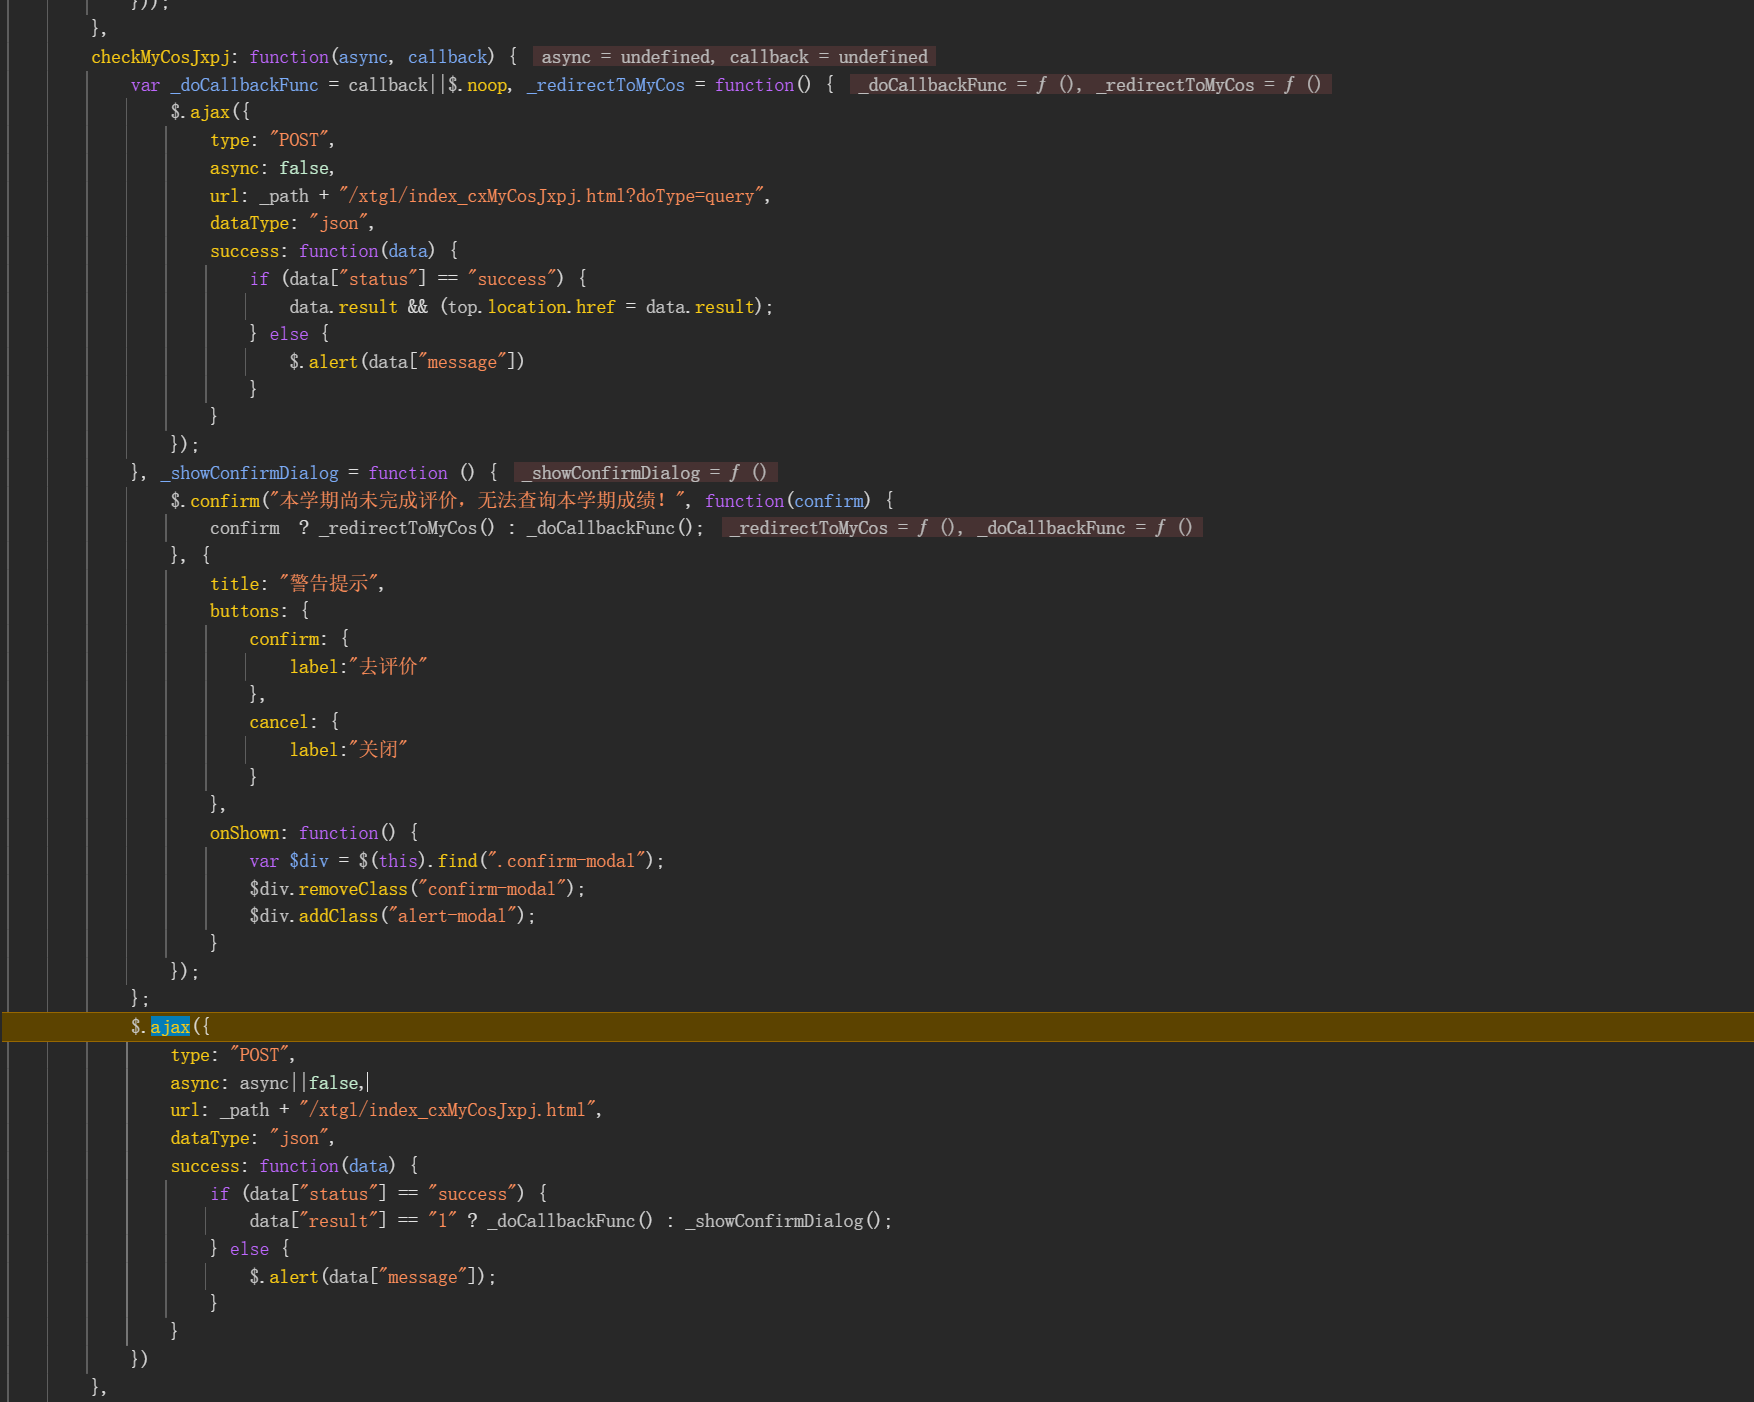 }));
},
checkMyCosJxpj: function(async, callback) { async = undefined, callback = undefined
var _doCallbackFunc = callback||$.noop, _redirectToMyCos = function() { _doCallbackFunc = ƒ (), _redirectToMyCos = ƒ ()
$.ajax({
type: "POST",
async: false,
url: _path + "/xtgl/index_cxMyCosJxpj.html?doType=query",
dataType: "json",
success: function(data) {
if (data["status"] == "success") {
data.result && (top.location.href = data.result);
} else {
$.alert(data["message"])
}
}
});
}, _showConfirmDialog = function () { _showConfirmDialog = ƒ ()
$.confirm("本学期尚未完成评价，无法查询本学期成绩！", function(confirm) {
confirm  ? _redirectToMyCos() : _doCallbackFunc(); _redirectToMyCos = ƒ (), _doCallbackFunc = ƒ ()
}, {
title: "警告提示",
buttons: {
confirm: {
label:"去评价"
},
cancel: {
label:"关闭"
}
},
onShown: function() {
var $div = $(this).find(".confirm-modal");
$div.removeClass("confirm-modal");
$div.addClass("alert-modal");
}
});
};
$.ajax({
type: "POST",
async: async||false,
url: _path + "/xtgl/index_cxMyCosJxpj.html",
dataType: "json",
success: function(data) {
if (data["status"] == "success") {
data["result"] == "1" ? _doCallbackFunc() : _showConfirmDialog();
} else {
$.alert(data["message"]);
}
}
})
},